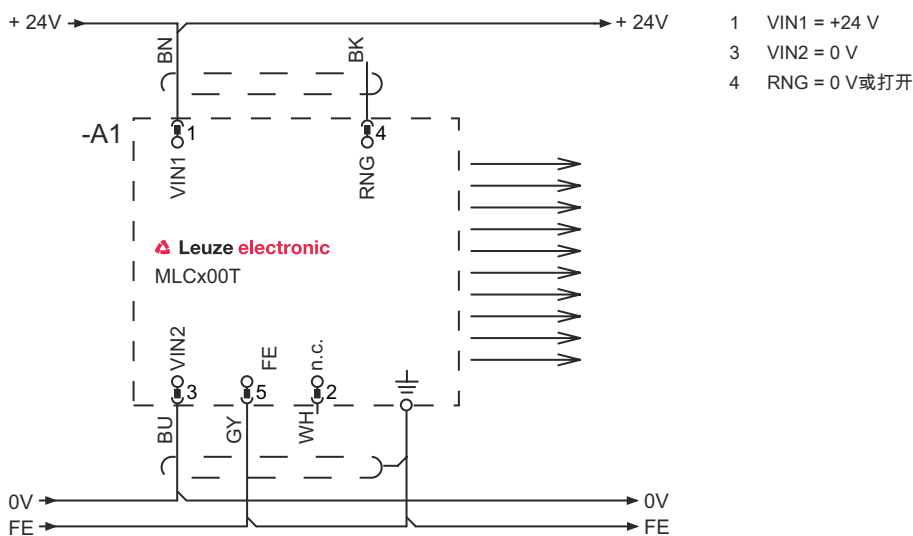 + 24V
+ 24V
1 VIN1 = +24 V
3 VIN2 = 0 V
4 RNG = 0 V或打开
BN
BK
-A1
1
4
VIN1
RNG
Leuze electronic
MLCx00T
VIN2
FE
n.c.
3
5
2
BU
GY
WH
0V
0V
FE
FE